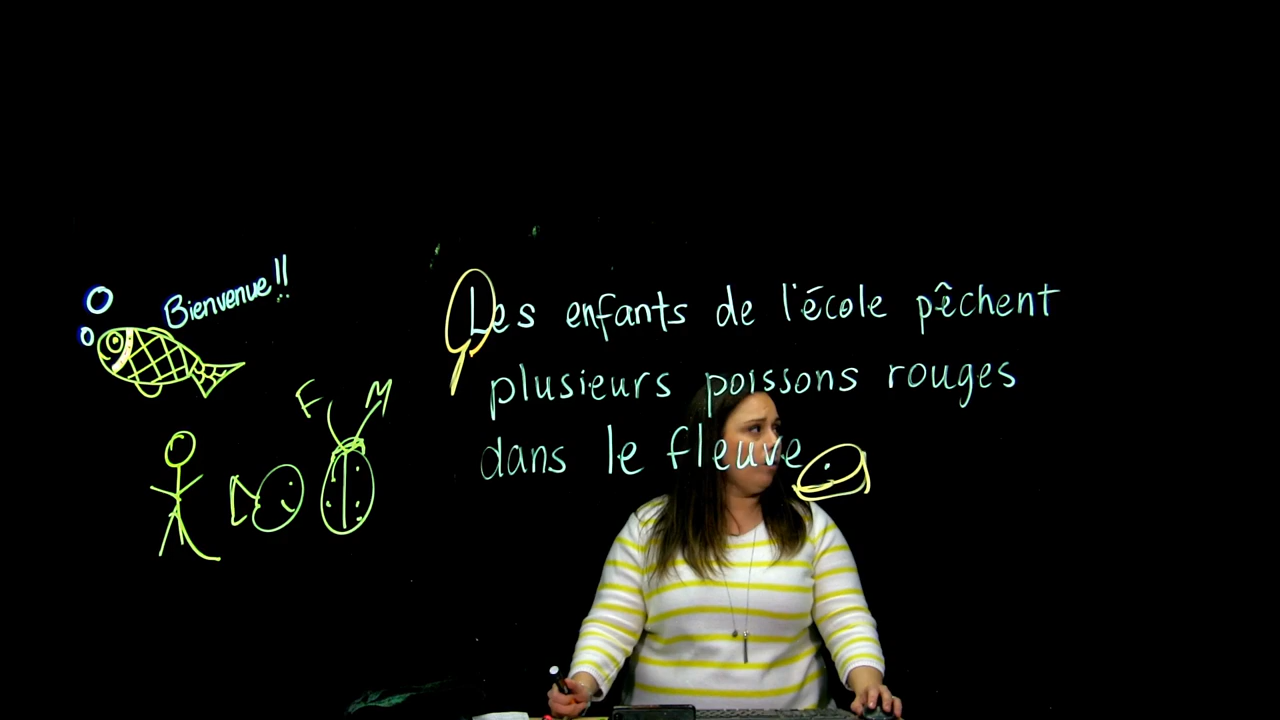 Bienvenue!!
Les enfants de l'école pêchent
plusieurs poissons rouges
dans le fleuve.
F M